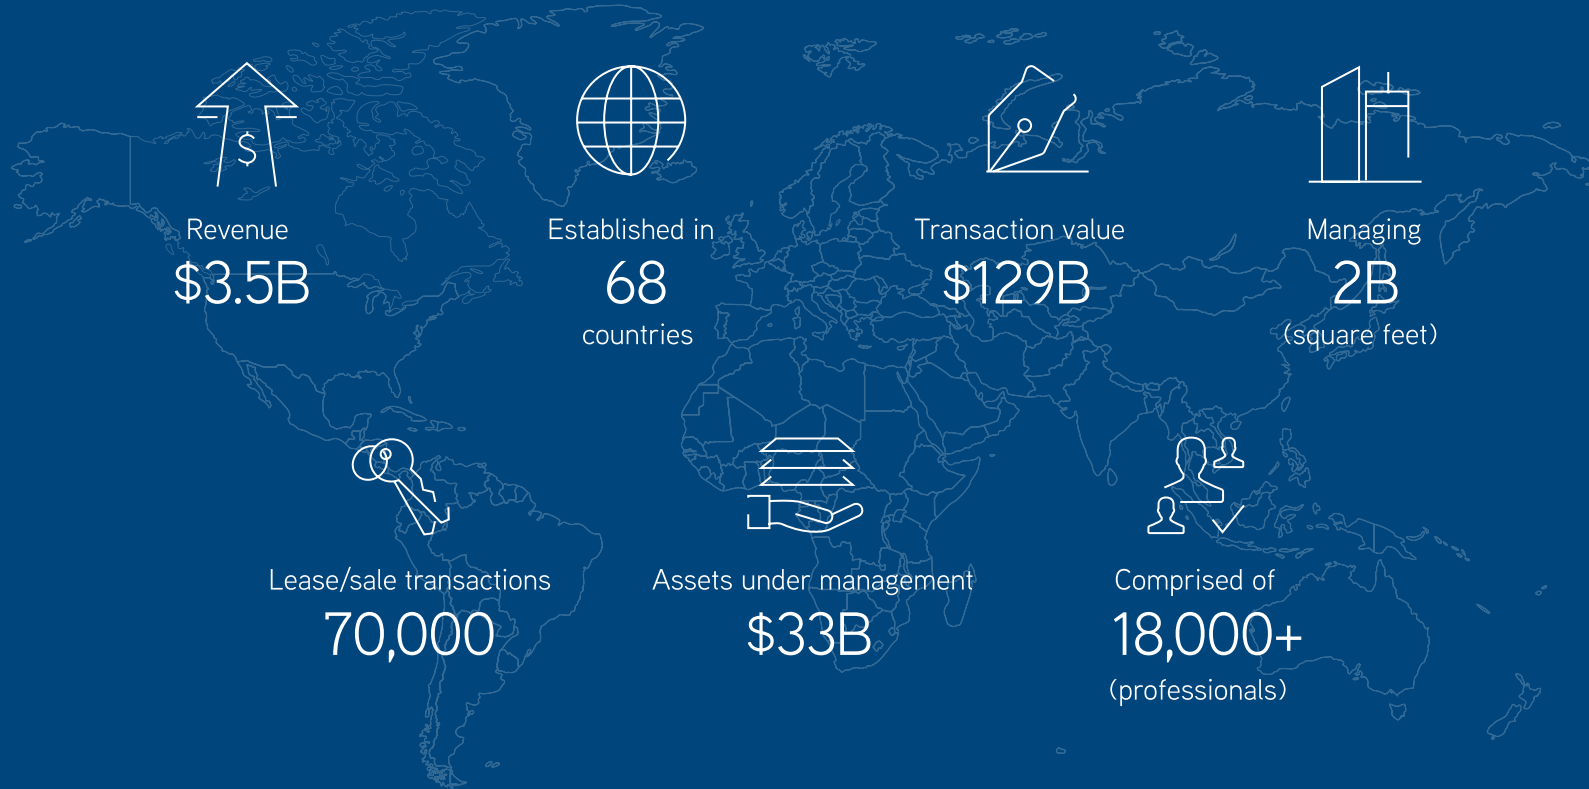 $
Revenue
$3.5B
Established in
68
countries
Transaction value
$129B
Managing
2B
(square feet)
Lease/sale transactions
70,000
Assets under management
$33B
Comprised of
18,000+
(professionals)